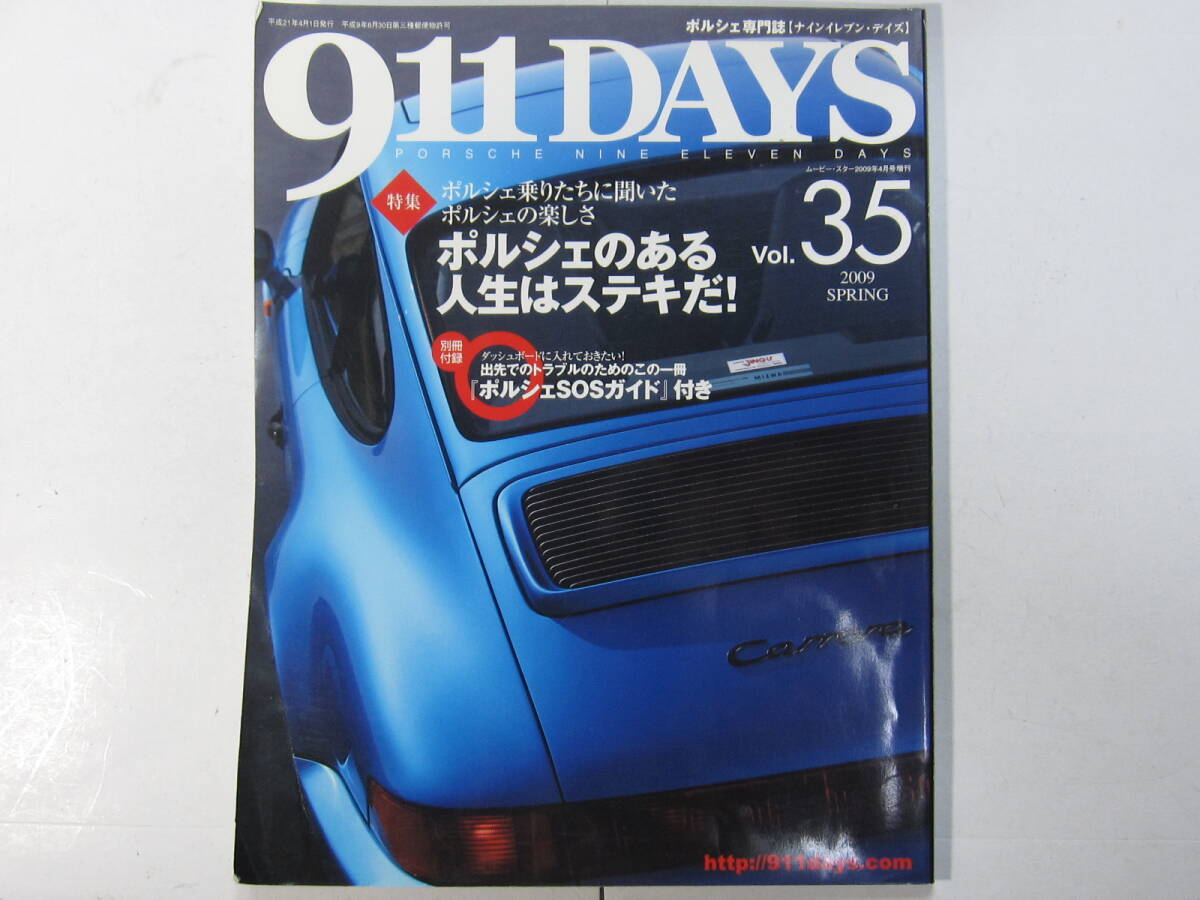 平成21年4月1日発行 平成9年6月30日第三種郵便物許可
ポルシェ専門誌【ナインイレブン・デイズ】
911 DAYS
PORSCHE NINE ELEVEN DAYS
ムービー・スター2009年4月号増刊
特集
ポルシェ乗りたちに聞いた
ポルシェの楽しさ
ポルシェのある
人生はステキだ!
Vol. 35
2009
SPRING
別冊
付録
ダッシュボードに入れておきたい!
出先でのトラブルのためのこの一冊
『ポルシェSOSガイド』付き
JINGU
MIZWA
Carrera
http://911days.com